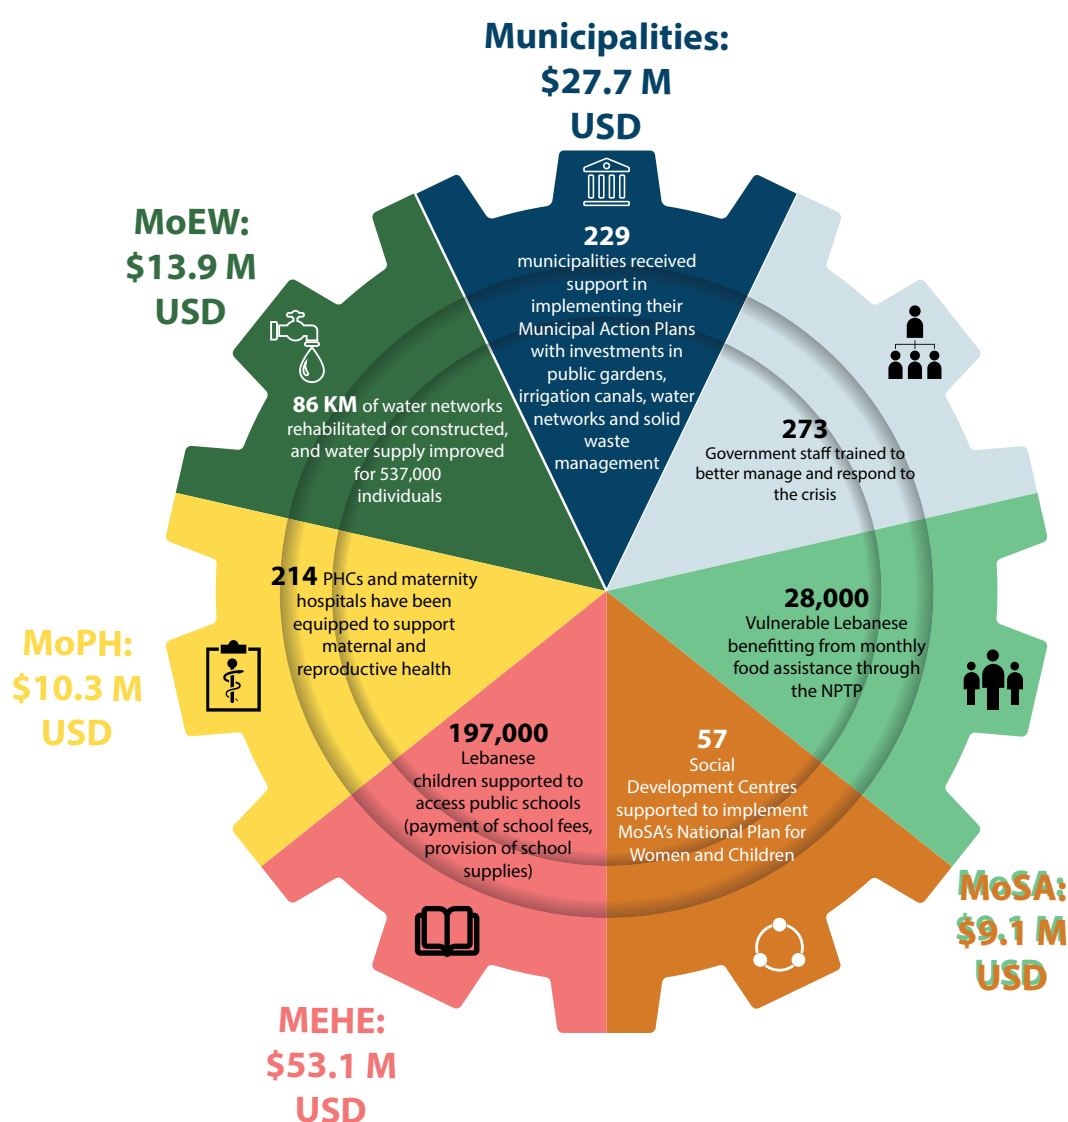 Municipalities:
$27.7 M
USD
MoEW:
$13.9 M
USD
229
municipalities received
support in
implementing their
Municipal Action Plans
with investments in
public gardens,
irrigation canals, water
networks and solid
waste
management
86 KM of water networks
rehabilitated or constructed,
and water supply improved
for 537,000
individuals
273
Government staff trained to
better manage and respond to
the crisis
214 PHCs and maternity
hospitals have been
equipped to support
maternal and
reproductive health
28,000
Vulnerable Lebanese
benefitting from monthly
food assistance through
the NPTP
MoPH:
$10.3 M
USD
197,000
Lebanese
children supported to
access public schools
(payment of school fees,
provision of school
supplies)
57
Social
Development Centres
supported to implement
MoSA's National Plan for
Women and Children
MoSA:
$9.1 M
USD
MEHE:
$53.1 M
USD